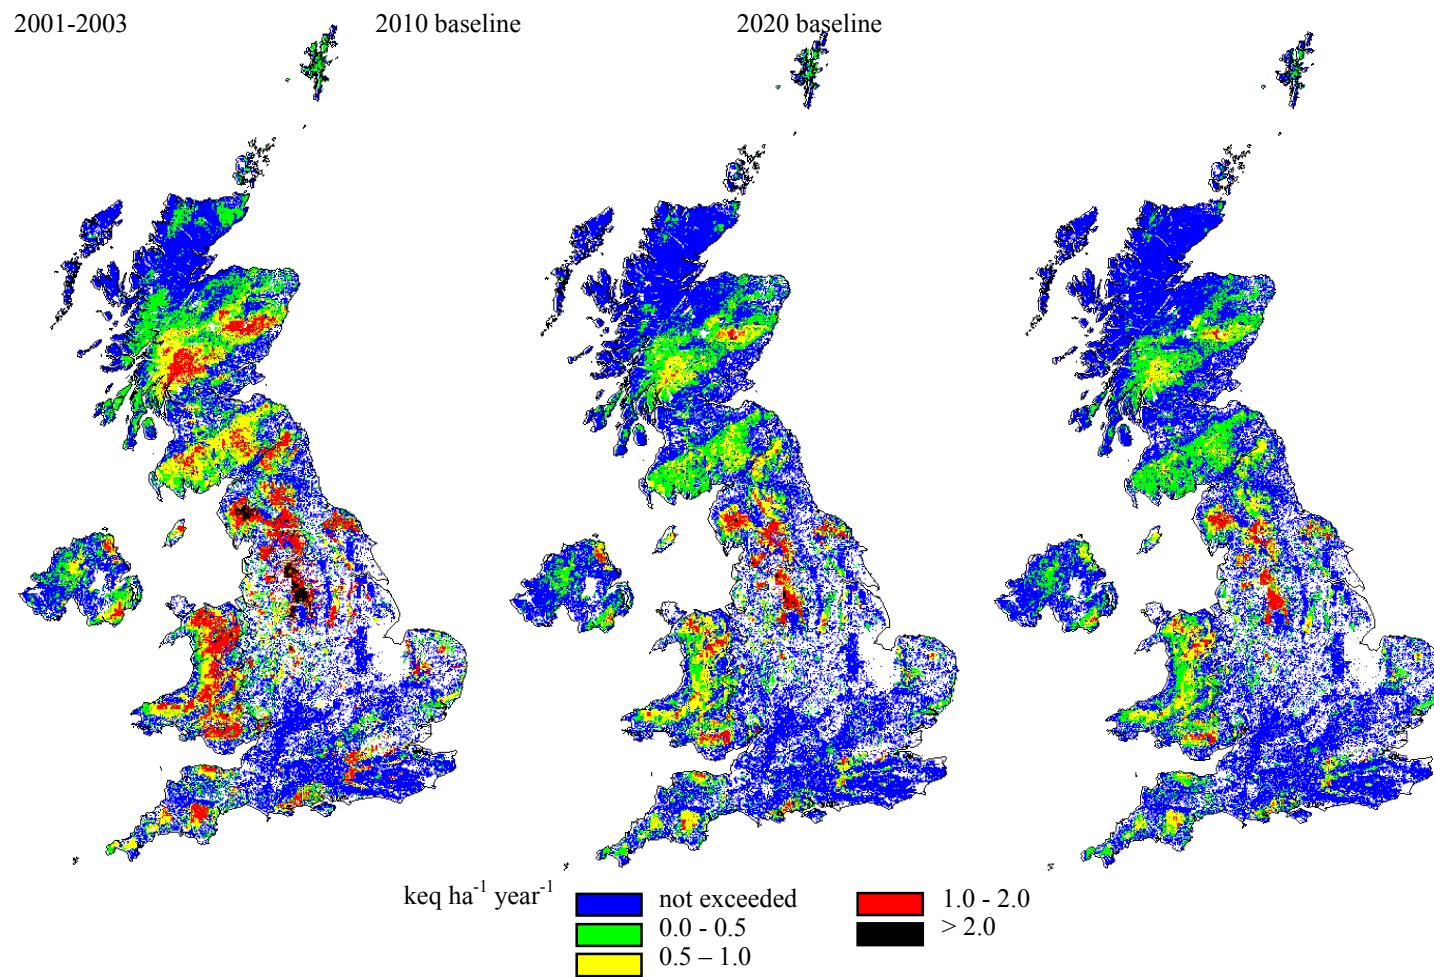 2001-2003 2010 baseline 2020 baseline
keq ha⁻¹ year⁻¹
not exceeded
0.0 - 0.5
0.5 – 1.0
1.0 - 2.0
> 2.0